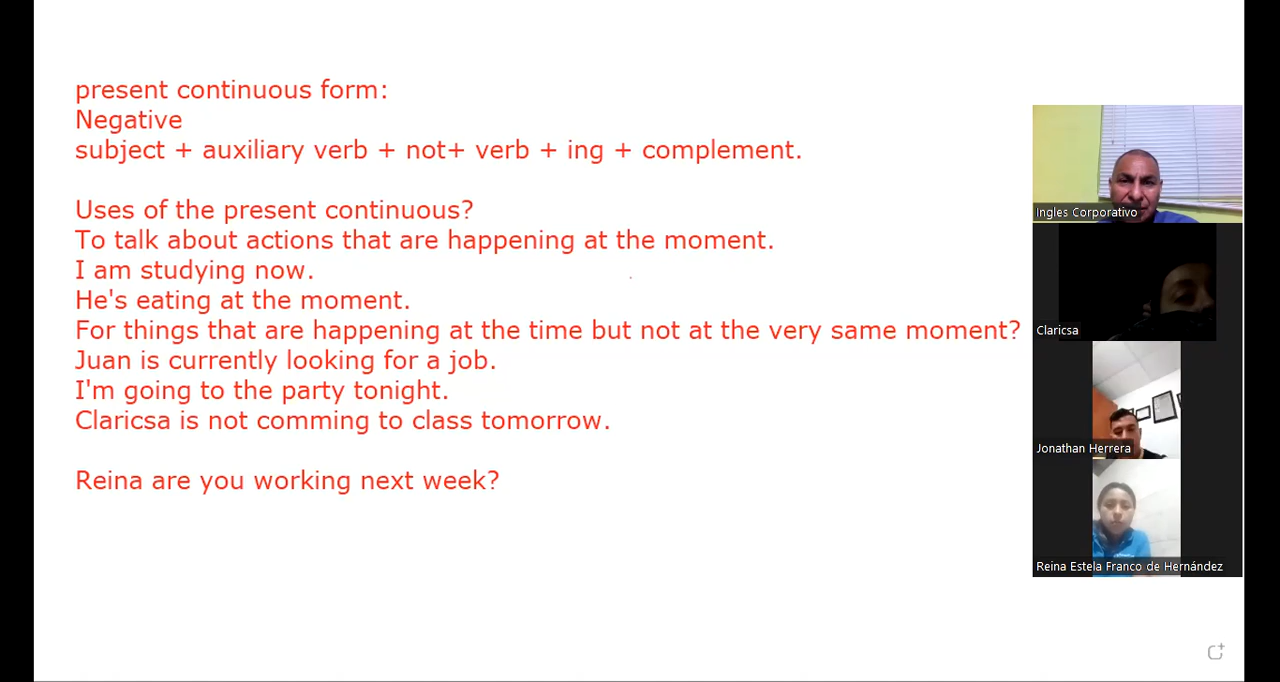 present continuous form:
Negative
subject + auxiliary verb + not+ verb + ing + complement.
Uses of the present continuous?
To talk about actions that are happening at the moment.
I am studying now.
He's eating at the moment.
For things that are happening at the time but not at the very same moment?
Juan is currently looking for a job.
I'm going to the party tonight.
Claricsa is not comming to class tomorrow.
Reina are you working next week?
Ingles Corporativo
Claricsa
Jonathan Herrera
Reina Estela Franco de Hernández